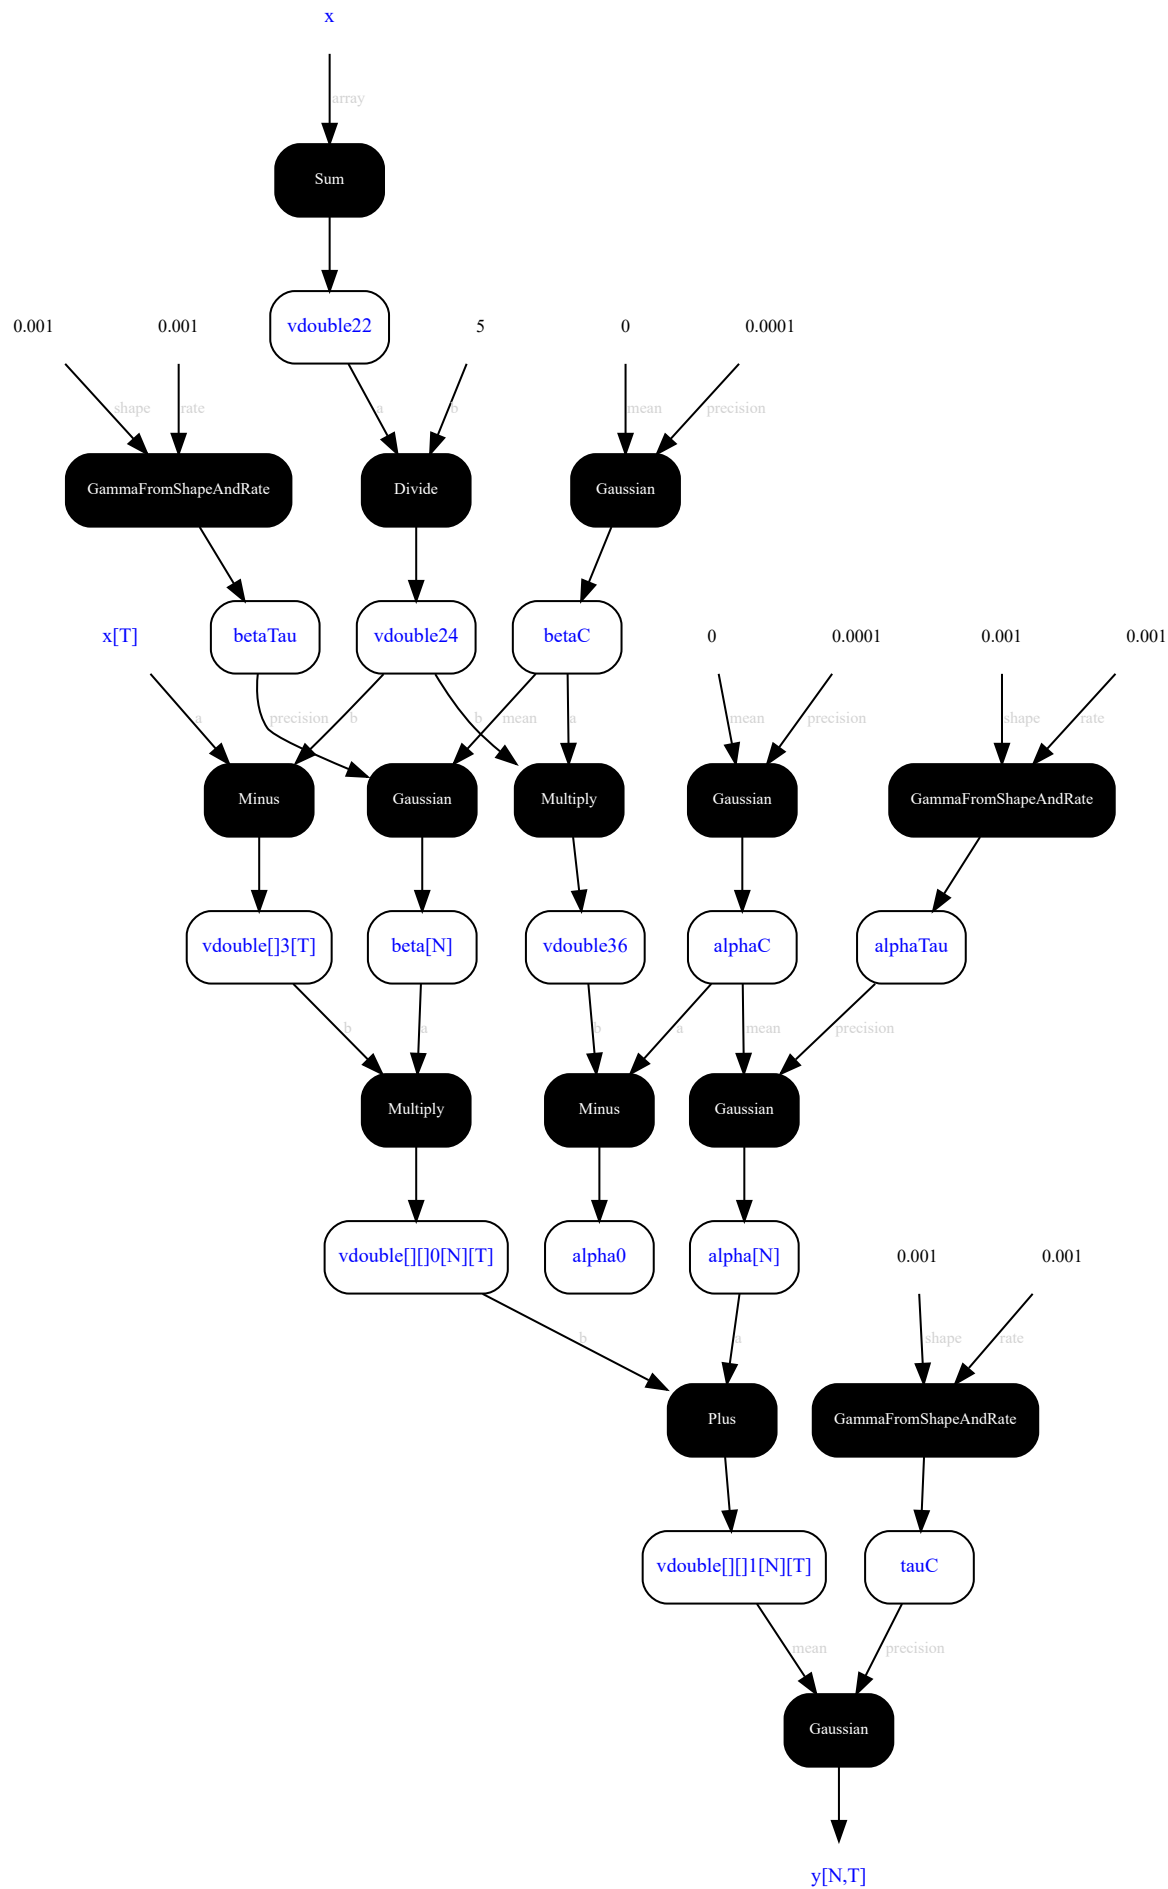 x
array
Sum
vdouble22
0.001
0.001
5
0
0.0001
shape
rate
a
b
mean
precision
GammaFromShapeAndRate
Divide
Gaussian
x[T]
betaTau
vdouble24
betaC
0
0.0001
0.001
0.001
a
precision
b
b
mean
a
mean
precision
shape
rate
Minus
Gaussian
Multiply
Gaussian
GammaFromShapeAndRate
vdouble[]3[T]
beta[N]
vdouble36
alphaC
alphaTau
b
a
b
a
mean
precision
Multiply
Minus
Gaussian
vdouble[][]0[N][T]
alpha0
alpha[N]
0.001
0.001
b
a
shape
rate
Plus
GammaFromShapeAndRate
vdouble[][]1[N][T]
tauC
mean
precision
Gaussian
y[N,T]